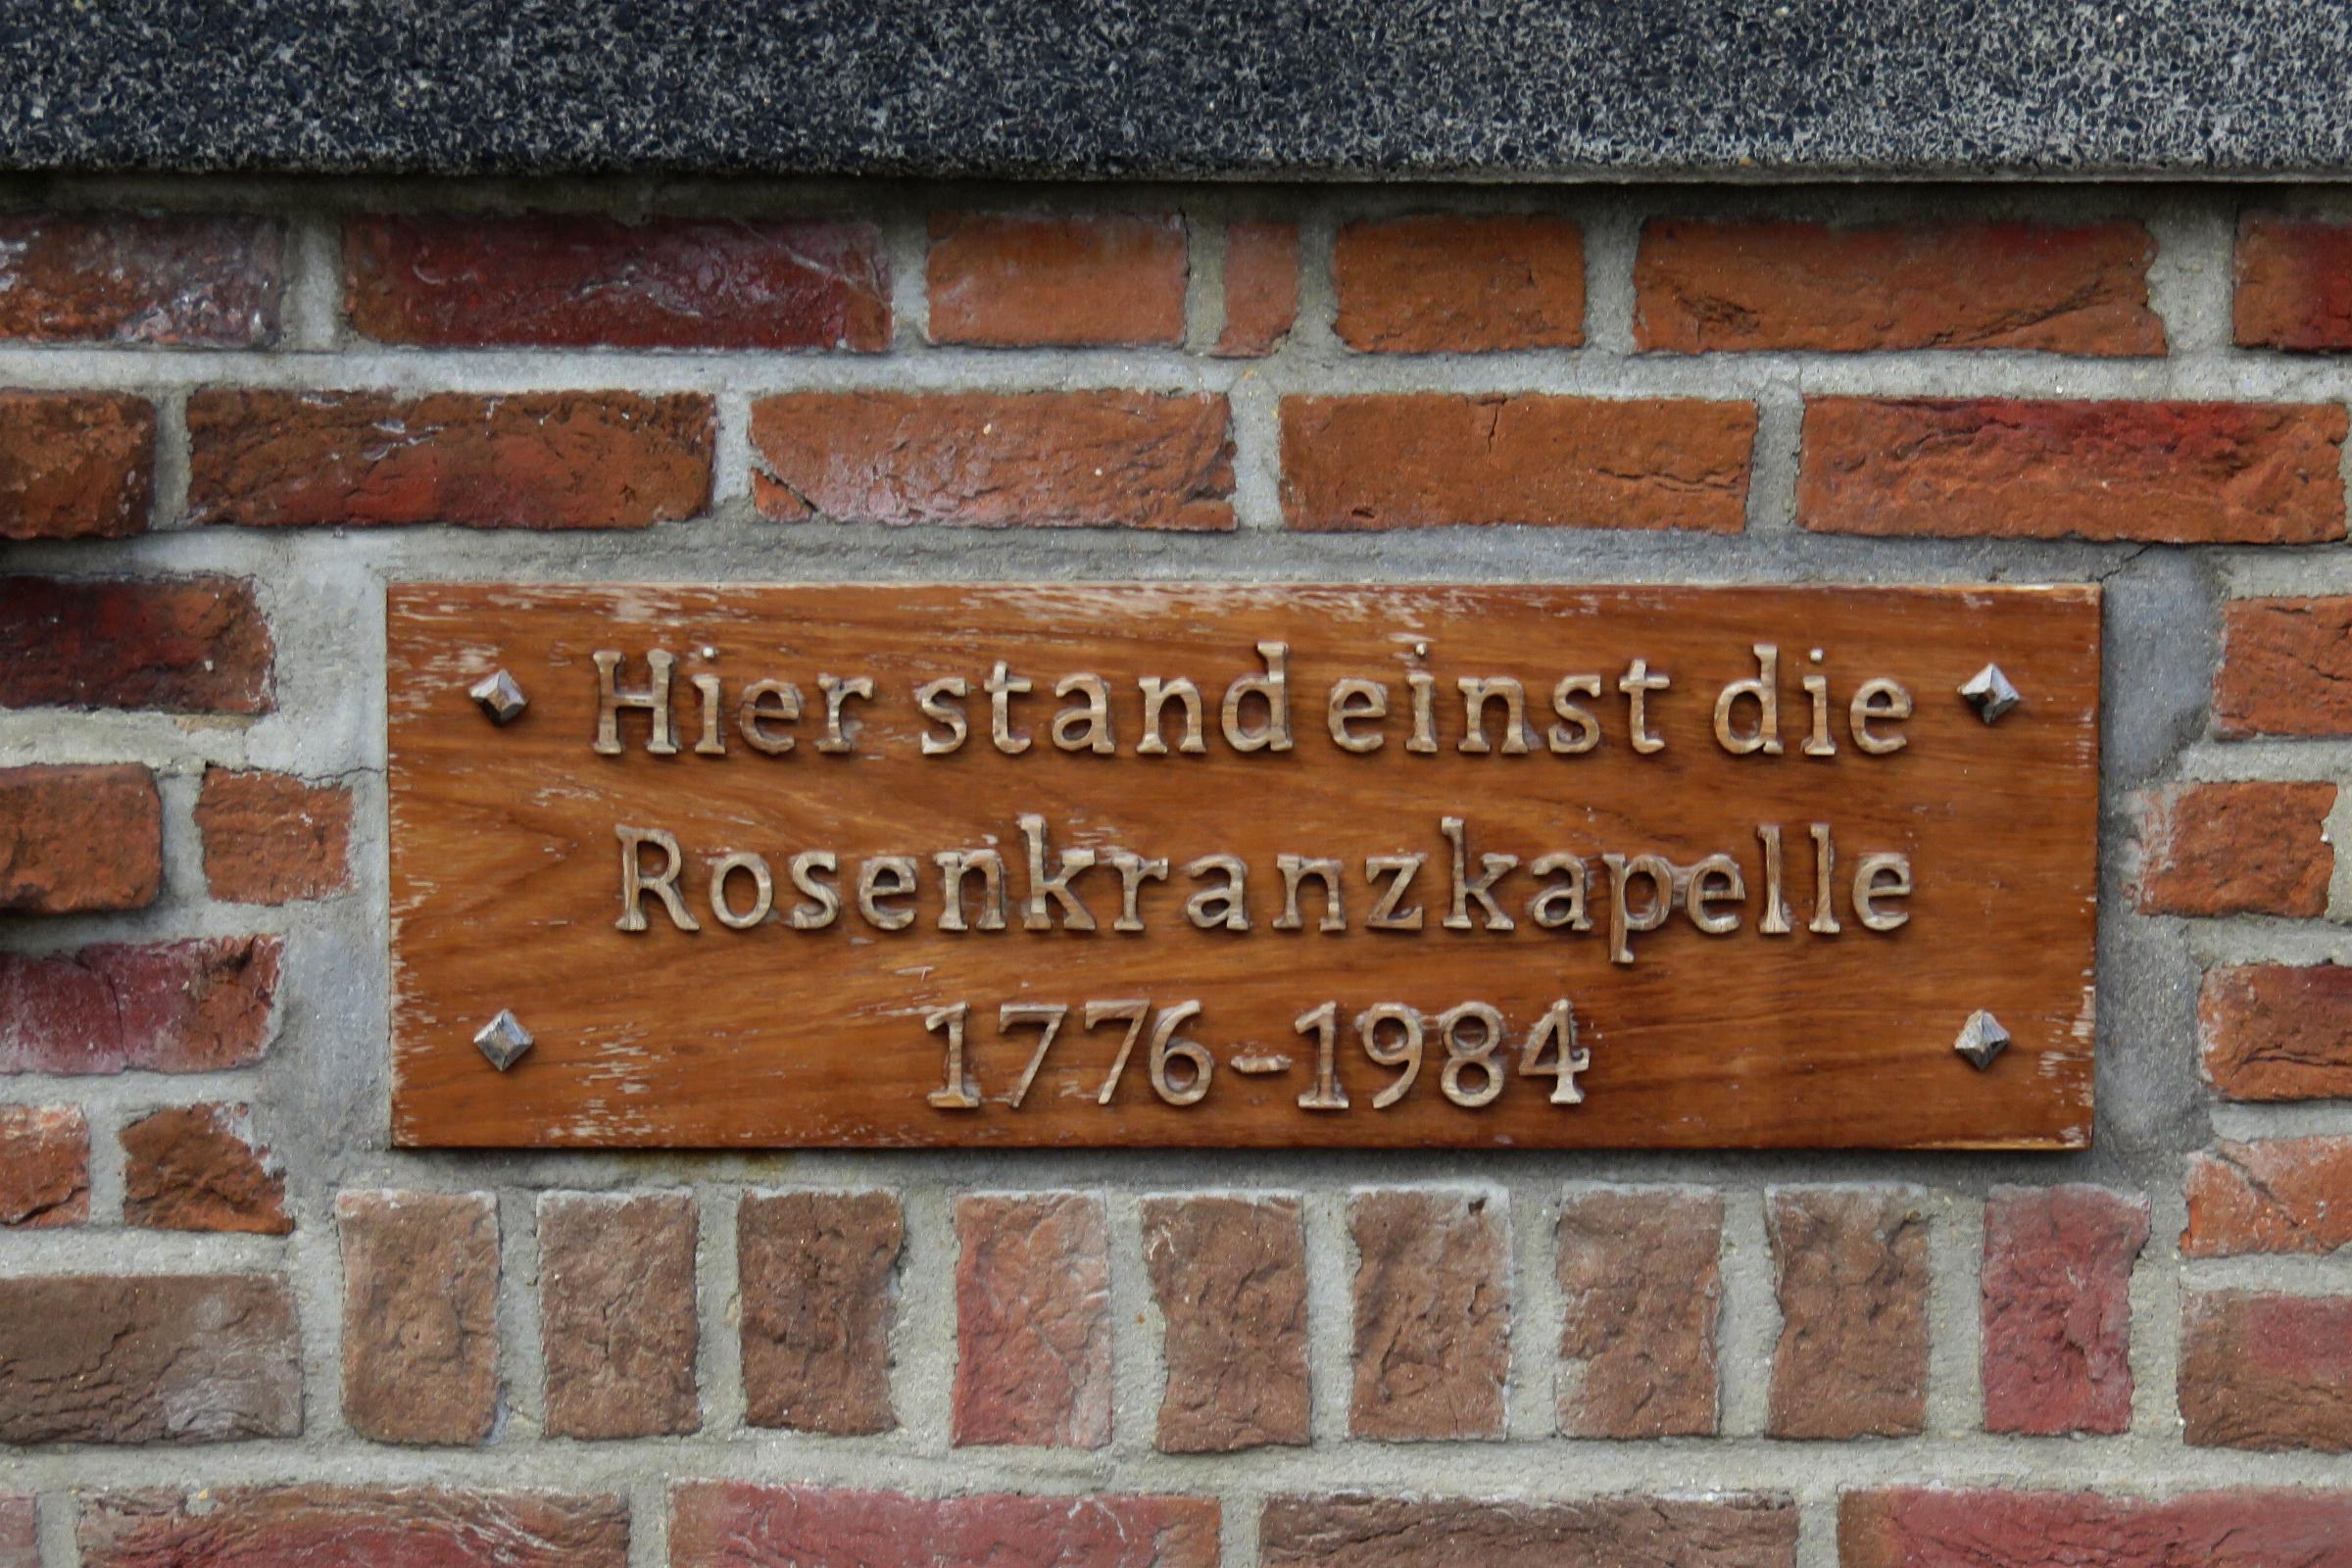 Hier stand einst die
Rosenkranzkapelle
1776-1984